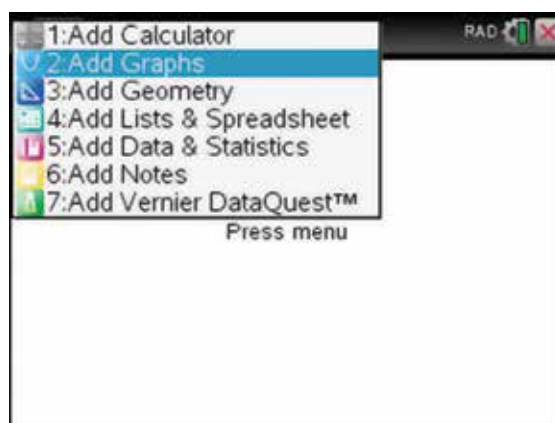 1:Add Calculator
RAD
2:Add Graphs
3:Add Geometry
4:Add Lists & Spreadsheet
5:Add Data & Statistics
6:Add Notes
7:Add Vernier DataQuest™
Press menu